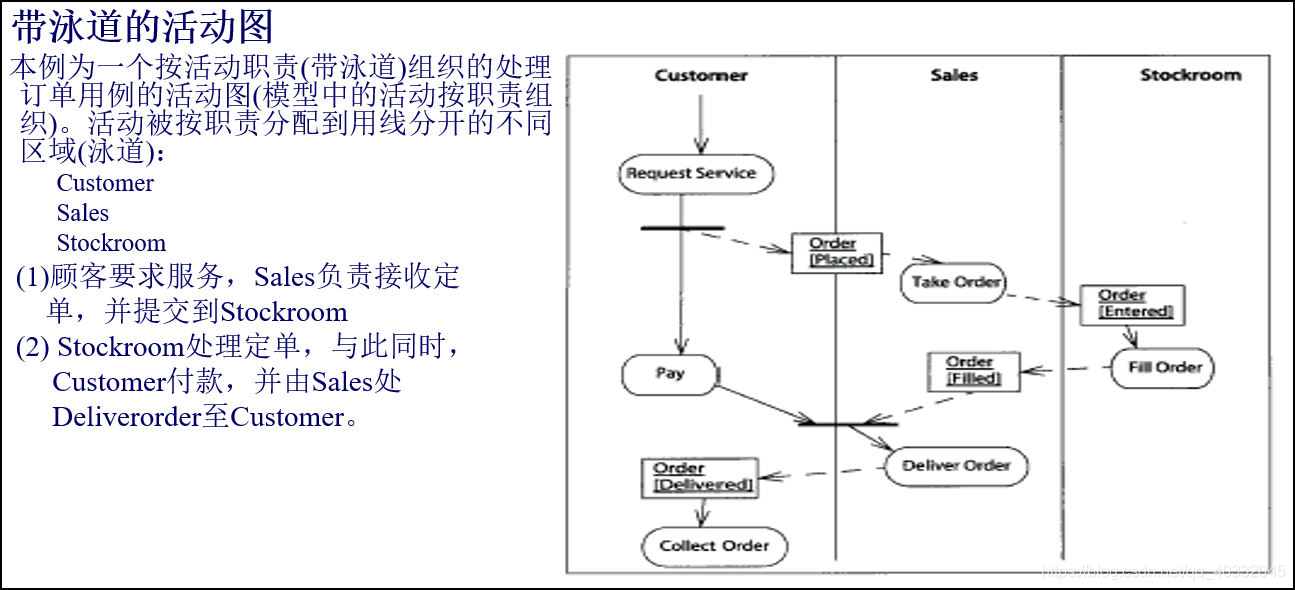 带泳道的活动图
本例为一个按活动职责(带泳道)组织的处理
订单用例的活动图(模型中的活动按职责组
织)。活动被按职责分配到用线分开的不同
区域(泳道)：
Customer
Sales
Stockroom
(1)顾客要求服务，Sales负责接收定
单，并提交到Stockroom
(2) Stockroom处理定单，与此同时，
Customer付款，并由Sales处
Deliverorder至Customer。
Customer
Sales
Stockroom
Request Service
Order
[Placed]
Take Order
Order
[Entered]
Pay
Order
[Filled]
Fill Order
Order
[Delivered]
Deliver Order
Collect Order
https://blog.csdn.net/qq_40332045